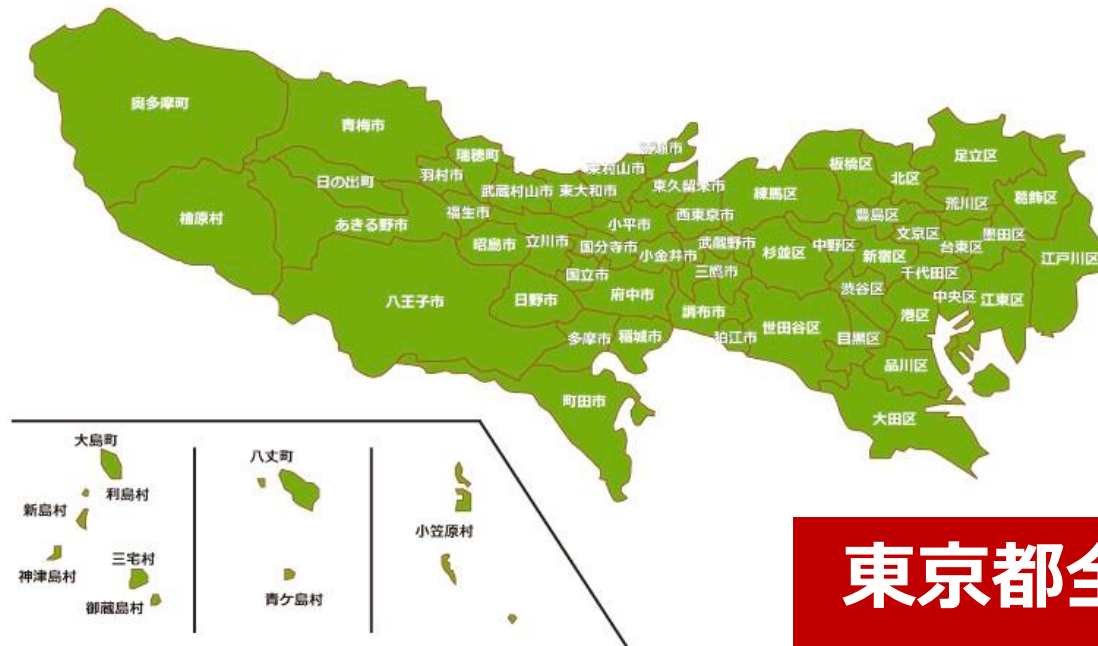 奥多摩町
青梅市
瑞穂町
羽村市
日の出町
武蔵村山市
東大和市
東村山市
清瀬市
東久留米市
檜原村
あきる野市
福生市
昭島市
立川市
小平市
西東京市
国分寺市
小金井市
武蔵野市
国立市
三鷹市
八王子市
日野市
府中市
調布市
多摩市
稲城市
狛江市
町田市
練馬区
板橋区
北区
足立区
葛飾区
荒川区
豊島区
文京区
台東区
墨田区
江戸川区
杉並区
中野区
新宿区
千代田区
渋谷区
中央区
江東区
港区
世田谷区
目黒区
品川区
大田区
大島町
利島村
新島村
神津島村
三宅村
御蔵島村
八丈町
青ケ島村
小笠原村
東京都全